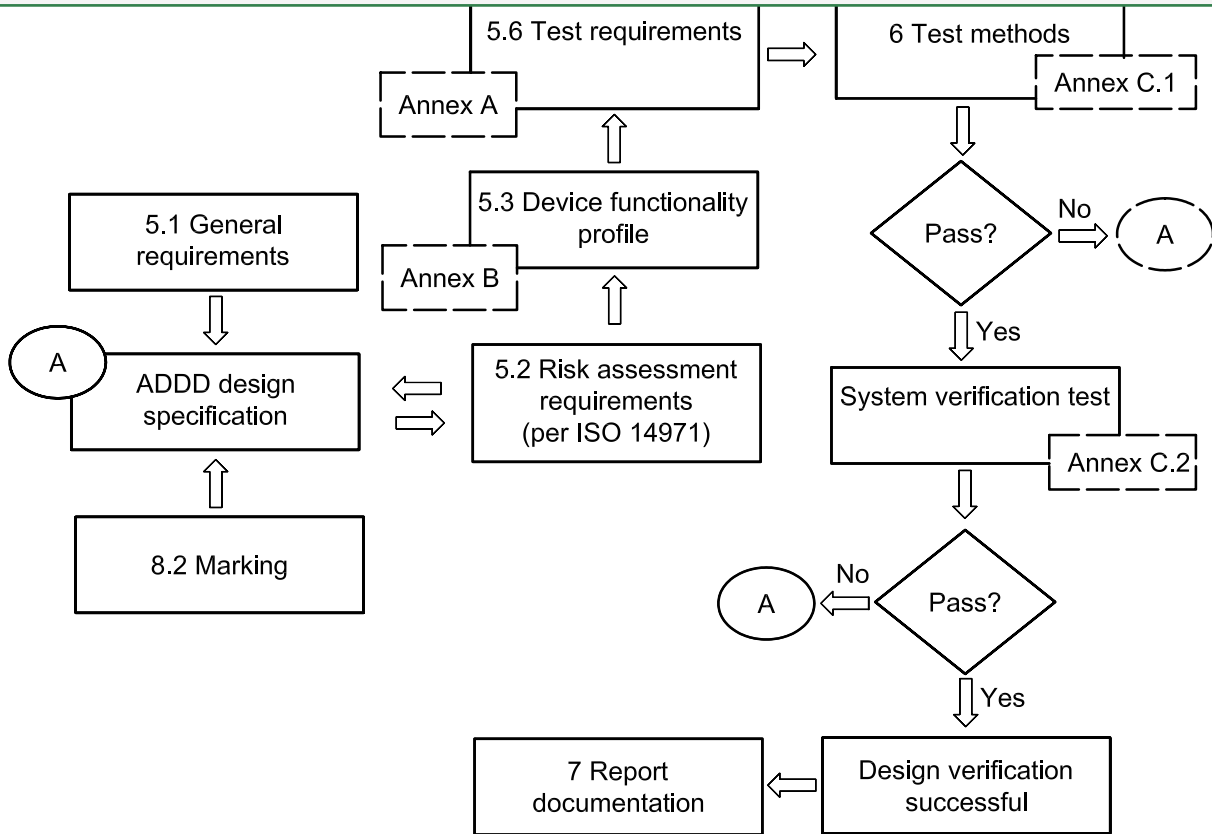 5.6 Test requirements
Annex A
6 Test methods
Annex C.1
5.1 General
requirements
5.3 Device functionality
profile
Annex B
Pass?
No
A
Yes
A
ADDD design
specification
5.2 Risk assessment
requirements
(per ISO 14971)
System verification test
Annex C.2
8.2 Marking
A
No
Pass?
Yes
7 Report
documentation
Design verification
successful